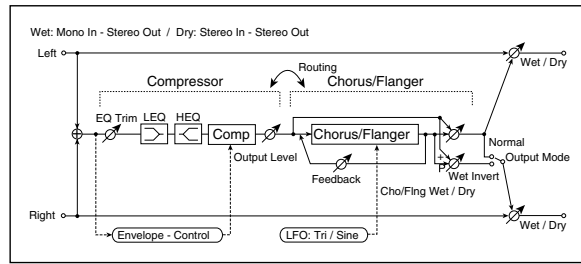 Wet: Mono In - Stereo Out / Dry: Stereo In - Stereo Out
Left
Wet / Dry
Routing
Compressor
Chorus/Flanger
EQ Trim
LEQ
HEQ
Comp
Chorus/Flanger
Output Level
Feedback
Normal
Output Mode
+
P
Wet Invert
Cho/Flng Wet / Dry
Right
Envelope - Control
LFO: Tri / Sine
Wet / Dry